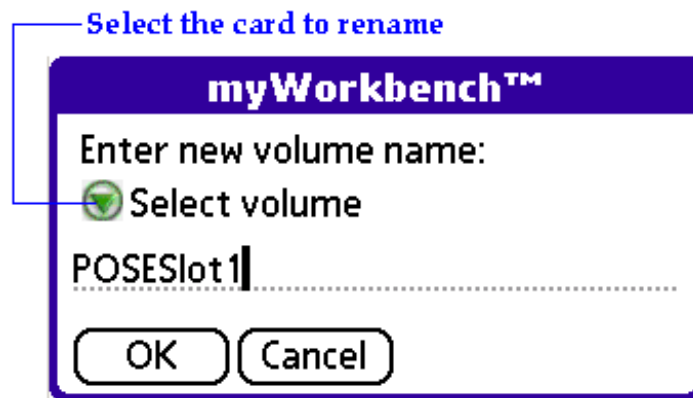 Select the card to rename
myWorkbench™
Enter new volume name:
Select volume
POSESlot1
OK Cancel